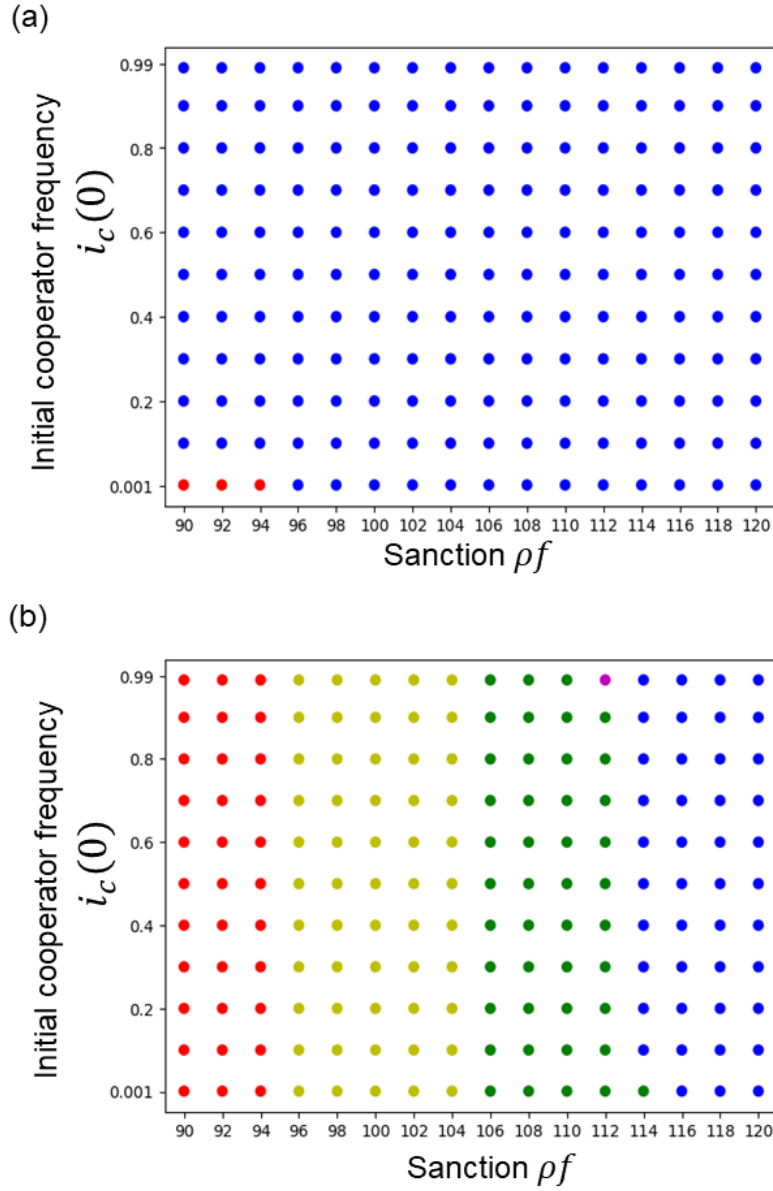 (a)
Initial cooperator frequency
i_c(0)
0.99
0.8
0.6
0.4
0.2
0.001
90 92 94 96 98 100 102 104 106 108 110 112 114 116 118 120
Sanction ρf
(b)
Initial cooperator frequency
i_c(0)
0.99
0.8
0.6
0.4
0.2
0.001
90 92 94 96 98 100 102 104 106 108 110 112 114 116 118 120
Sanction ρf